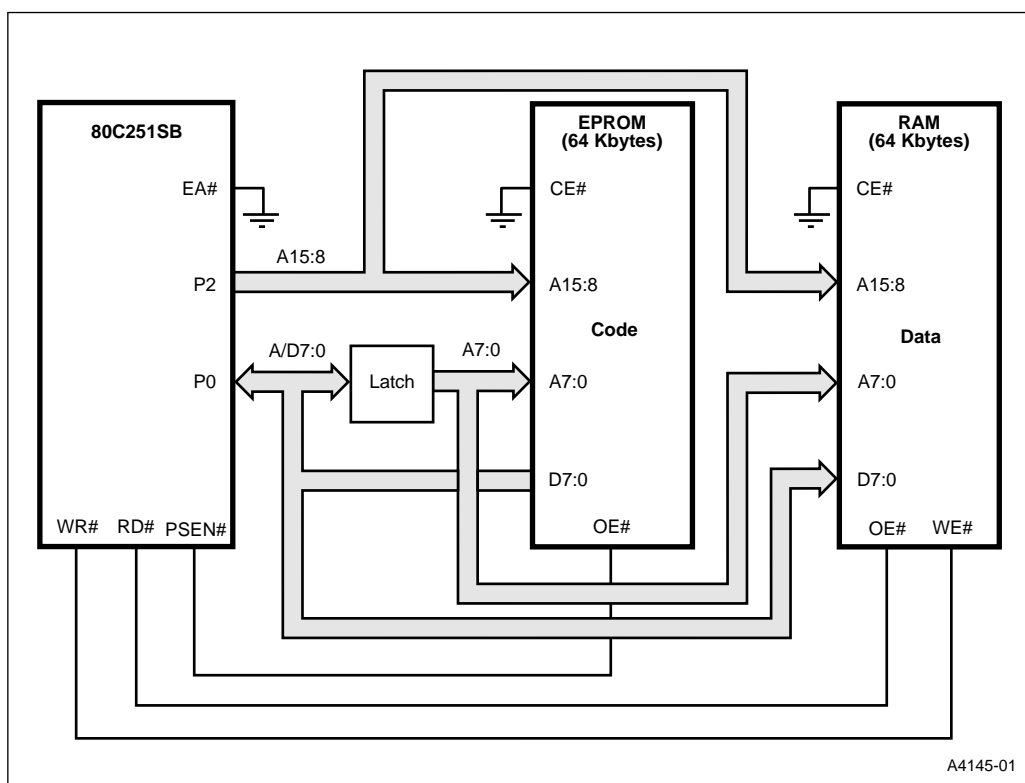 80C251SB
EA#
A15:8
P2
A/D7:0
P0
WR# RD# PSEN#
Latch
A7:0
EPROM
(64 Kbytes)
CE#
A15:8
Code
A7:0
D7:0
OE#
RAM
(64 Kbytes)
CE#
A15:8
Data
A7:0
D7:0
OE# WE#
A4145-01